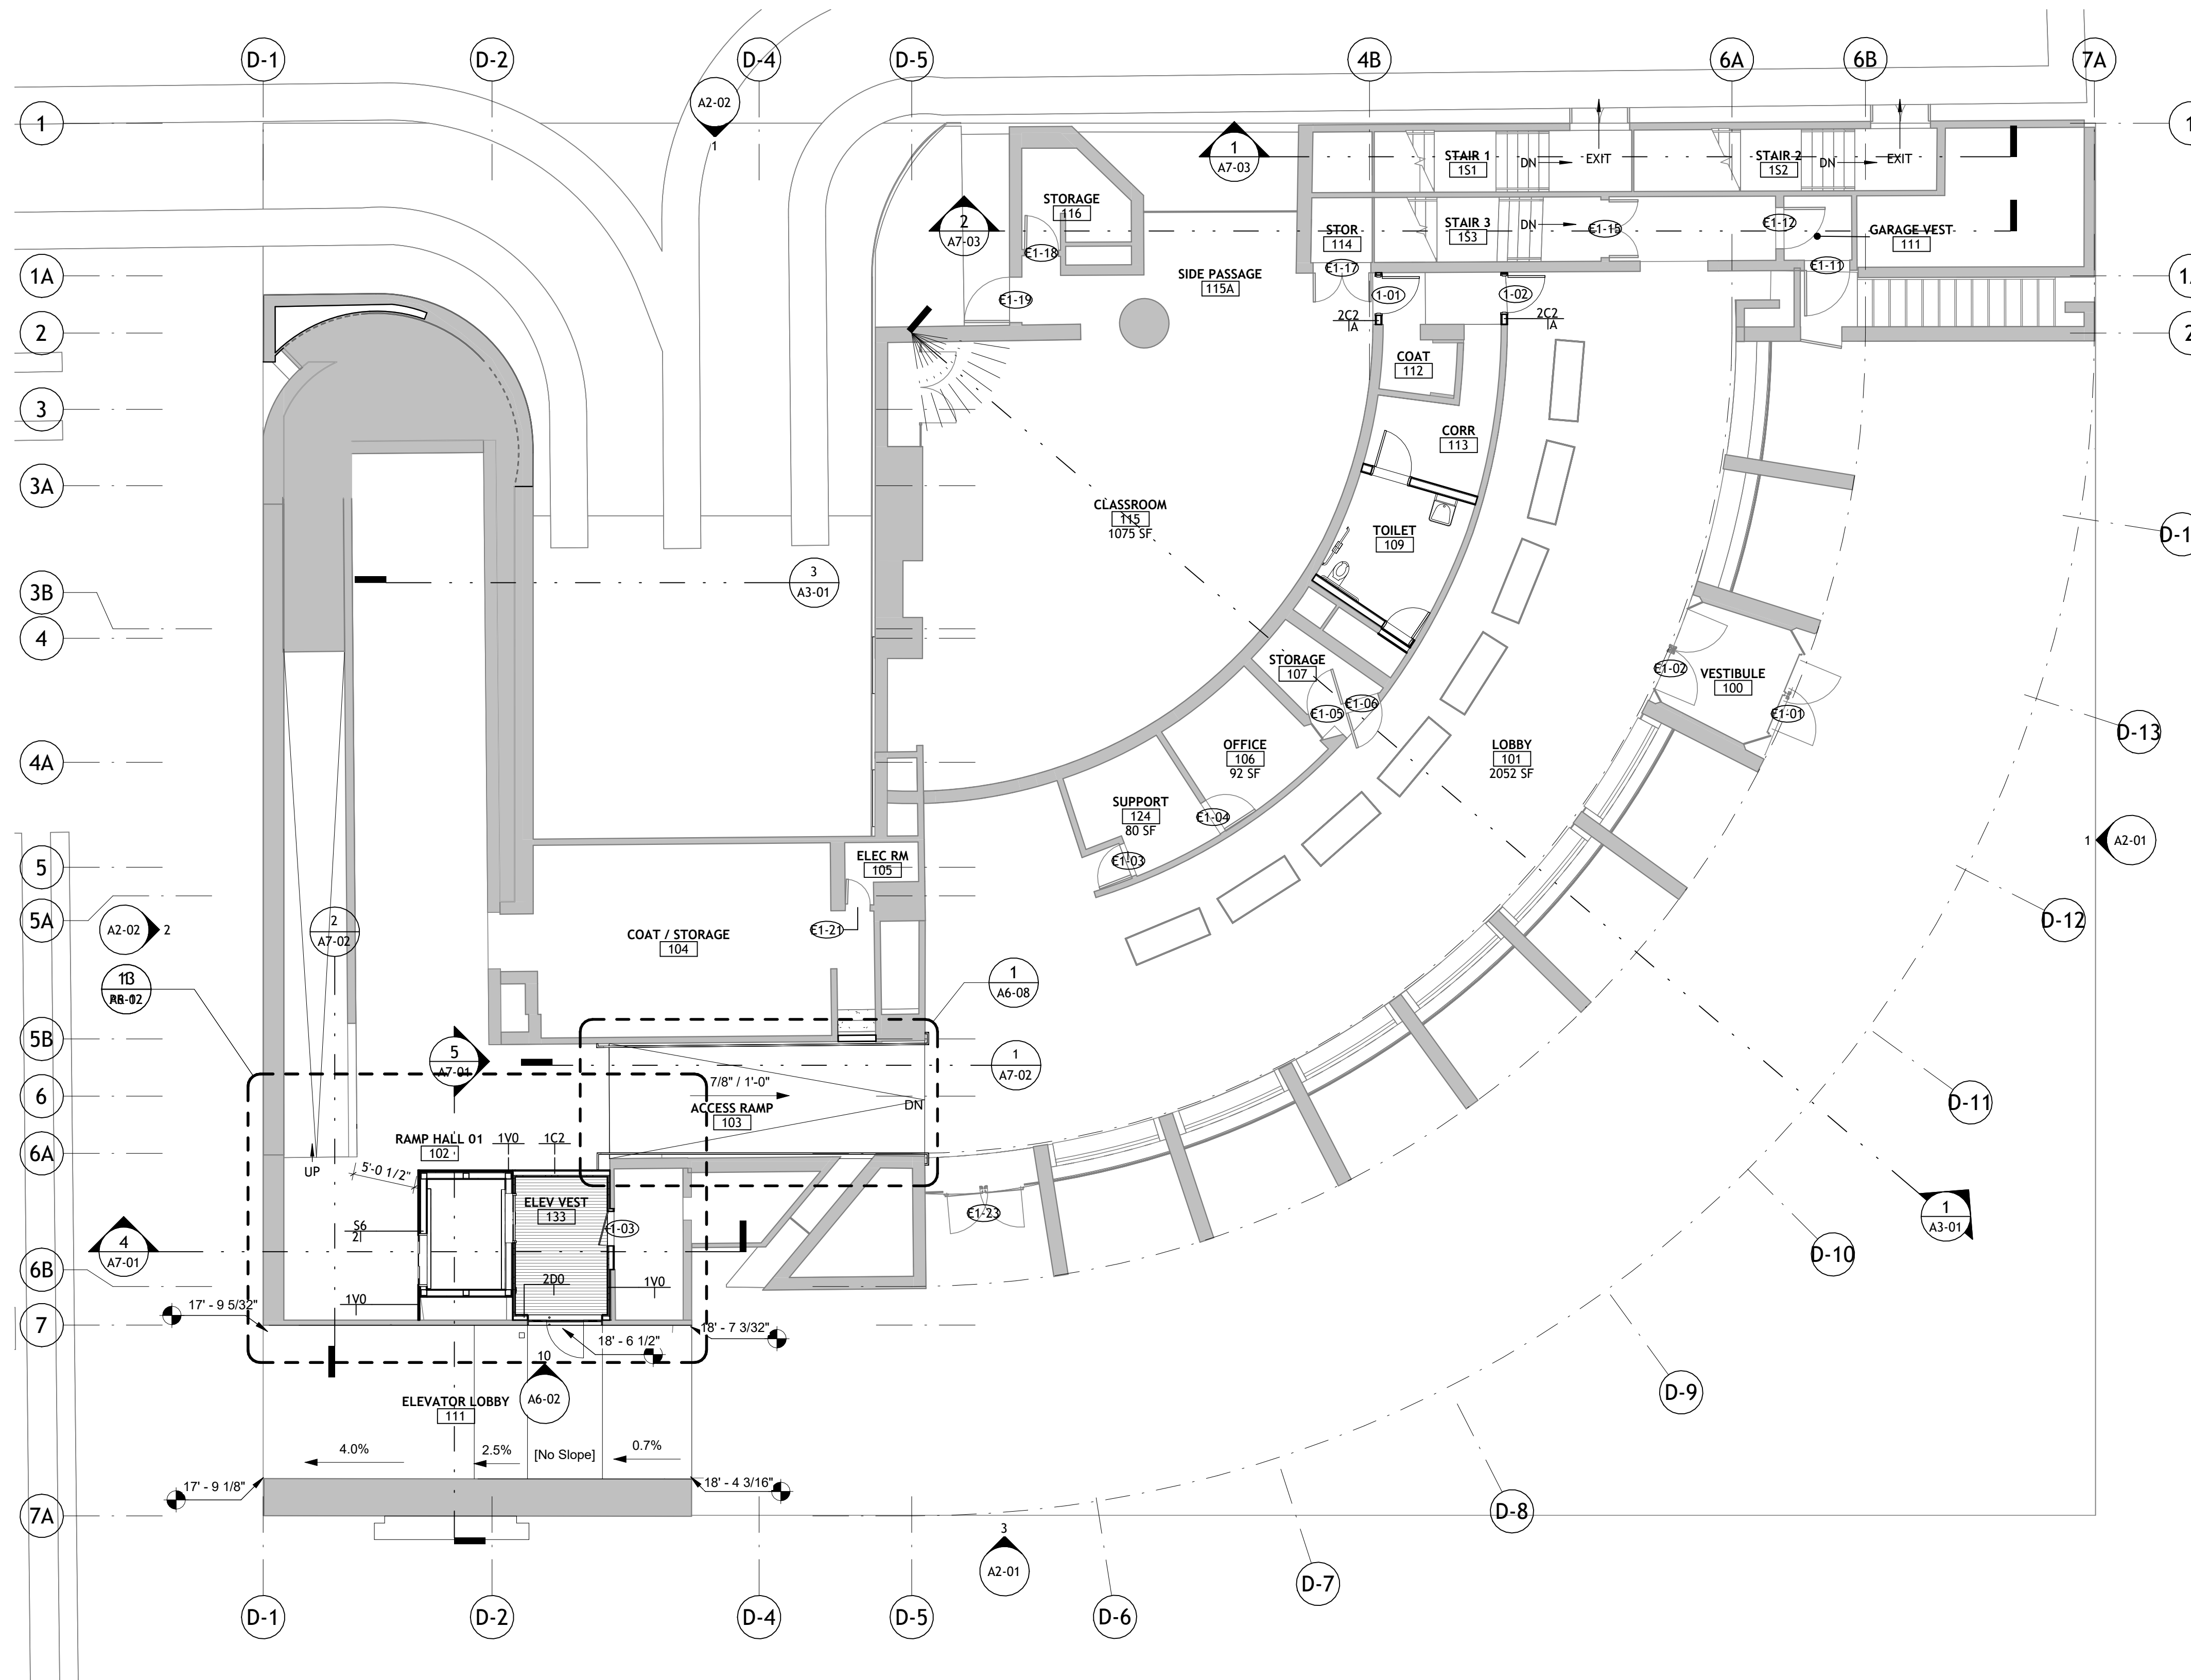 D-1
D-2
D-4
D-5
4B
6A
6B
7A
A2-02
1
1
1
1
A7-03
STAIR 1
1S1
DN
EXIT
STAIR 2
1S2
DN
EXIT
STORAGE
116
2
A7-03
E1-18
STOR
114
STAIR 3
1S3
DN
E1-15
E1-12
GARAGE VEST
111
E1-17
E1-11
1A
SIDE PASSAGE
115A
E1-19
1-01
1-02
2C2
1A
2C2
1A
2
2
COAT
112
3
CORR
113
3A
CLASSROOM
115
1075 SF
TOILET
109
3
A3-01
3B
4
STORAGE
107
E1-05
E1-06
E1-02
VESTIBULE
100
E1-01
D-13
4A
OFFICE
106
92 SF
LOBBY
101
2052 SF
SUPPORT
124
80 SF
E1-04
E1-03
1
A2-01
5
ELEC RM
105
5A
A2-02
2
2
A7-02
COAT / STORAGE
104
E1-21
D-12
1
A6-08
5B
5
A7-01
1
A7-02
7/8" / 1'-0"
6
ACCESS RAMP
103
DN
D-11
6A
RAMP HALL 01
102
1V0
1C2
UP
5'-0 1/2"
ELEV VEST
133
1-03
S6
2
E1-23
1
A3-01
4
A7-01
D-10
6B
2D0
1V0
1V0
17' - 9 5/32"
7
18' - 7 3/32"
18' - 6 1/2"
10
A6-02
D-9
ELEVATOR LOBBY
111
4.0%
2.5%
[No Slope]
0.7%
17' - 9 1/8"
18' - 4 3/16"
7A
D-8
3
A2-01
D-7
D-1
D-2
D-4
D-5
D-6